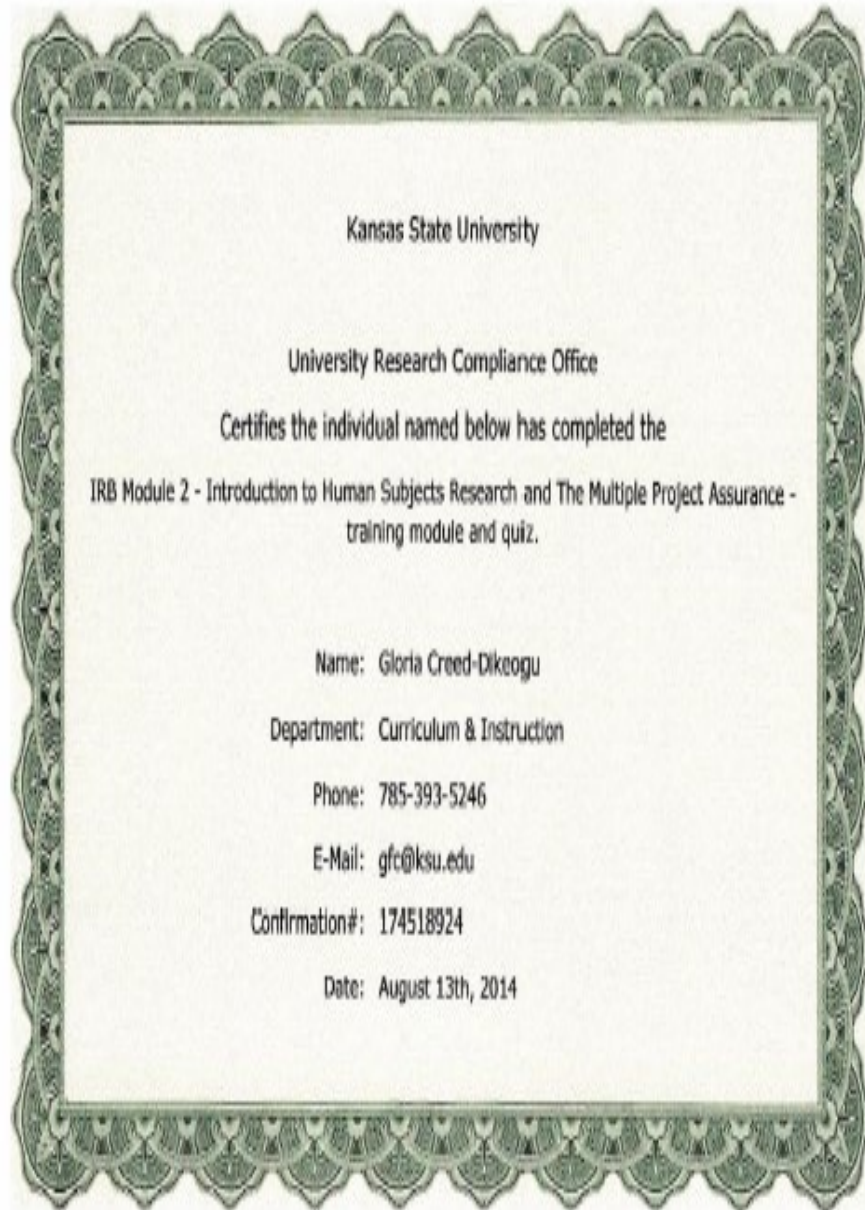 Kansas State University
University Research Compliance Office
Certifies the individual named below has completed the
IRB Module 2 - Introduction to Human Subjects Research and The Multiple Project Assurance -
training module and quiz.
Name: Gloria Creed-Dikeogu
Department: Curriculum & Instruction
Phone: 785-393-5246
E-Mail: gfc@ksu.edu
Confirmation#: 174518924
Date: August 13th, 2014